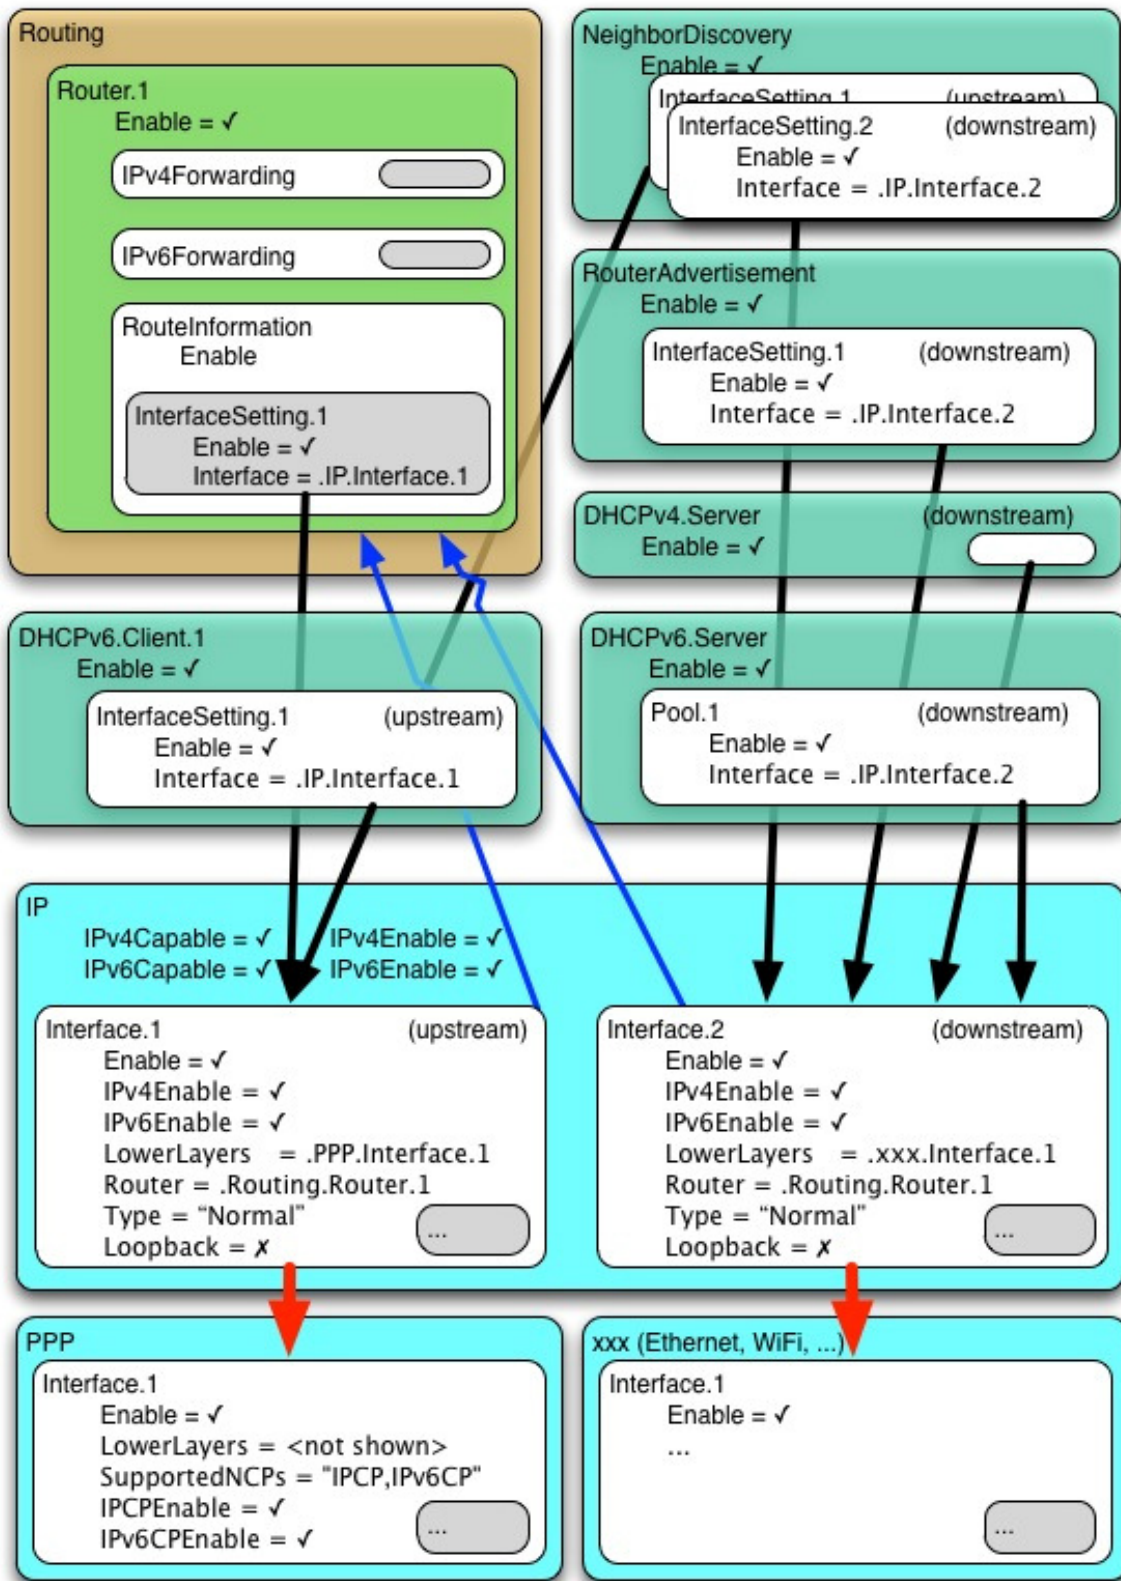 Routing
Router.1
Enable = ✓
IPv4Forwarding
IPv6Forwarding
RouteInformation
Enable
InterfaceSetting.1
Enable = ✓
Interface = .IP.Interface.1
NeighborDiscovery
Enable = ✓
InterfaceSetting.1 (upstream)
InterfaceSetting.2 (downstream)
Enable = ✓
Interface = .IP.Interface.2
RouterAdvertisement
Enable = ✓
InterfaceSetting.1 (downstream)
Enable = ✓
Interface = .IP.Interface.2
DHCPv4.Server (downstream)
Enable = ✓
DHCPv6.Client.1
Enable = ✓
InterfaceSetting.1 (upstream)
Enable = ✓
Interface = .IP.Interface.1
DHCPv6.Server
Enable = ✓
Pool.1 (downstream)
Enable = ✓
Interface = .IP.Interface.2
IP
IPv4Capable = ✓ IPv4Enable = ✓
IPv6Capable = ✓ IPv6Enable = ✓
Interface.1 (upstream)
Enable = ✓
IPv4Enable = ✓
IPv6Enable = ✓
LowerLayers = .PPP.Interface.1
Router = .Routing.Router.1
Type = “Normal”
Loopback = ✗
...
Interface.2 (downstream)
Enable = ✓
IPv4Enable = ✓
IPv6Enable = ✓
LowerLayers = .xxx.Interface.1
Router = .Routing.Router.1
Type = “Normal”
Loopback = ✗
...
PPP
Interface.1
Enable = ✓
LowerLayers = <not shown>
SupportedNCPs = "IPCP,IPv6CP"
IPCPEnable = ✓
IPv6CPEnable = ✓
...
xxx (Ethernet, WiFi, ...)
Interface.1
Enable = ✓
...
...